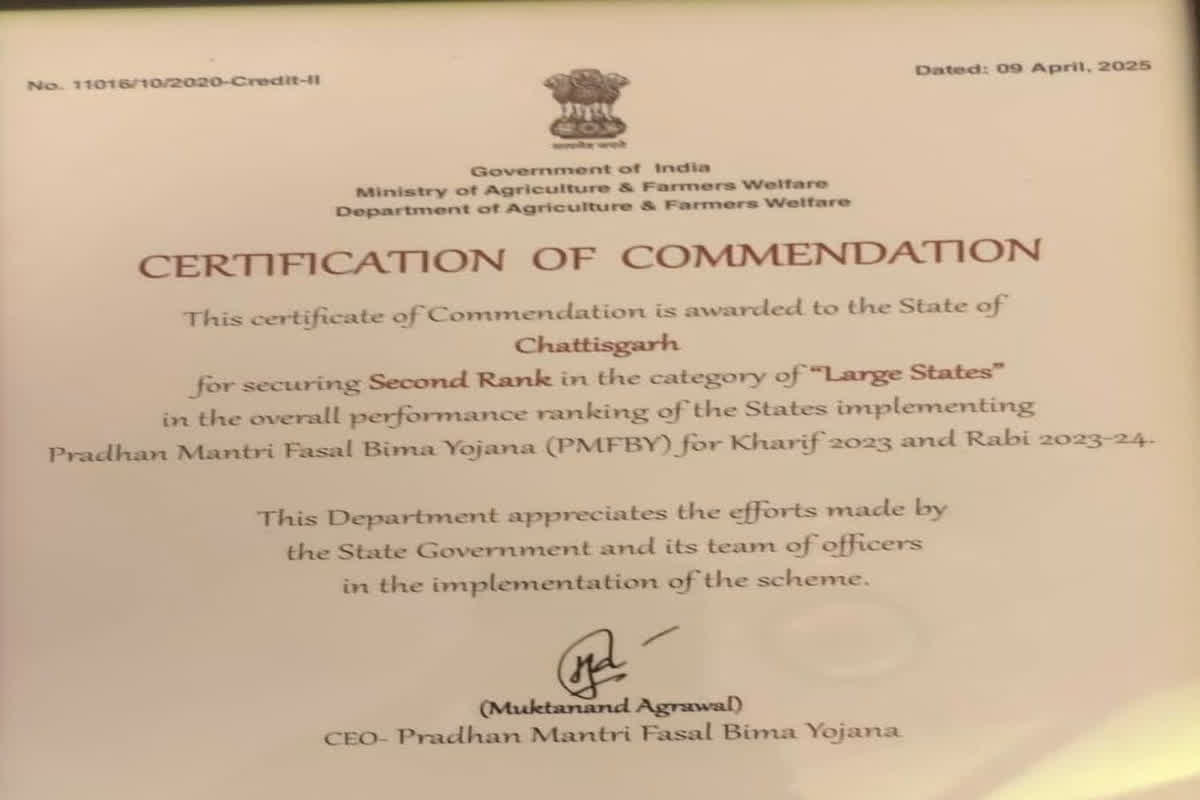 No. 11016/10/2020-Credit-II
Dated: 09 April, 2025
सत्यमेव जयते
Government of India
Ministry of Agriculture & Farmers Welfare
Department of Agriculture & Farmers Welfare
CERTIFICATION OF COMMENDATION
This certificate of Commendation is awarded to the State of
Chattisgarh
for securing Second Rank in the category of “Large States”
in the overall performance ranking of the States implementing
Pradhan Mantri Fasal Bima Yojana (PMFBY) for Kharif 2023 and Rabi 2023-24.
This Department appreciates the efforts made by
the State Government and its team of officers
in the implementation of the scheme.
(Muktanand Agrawal)
CEO- Pradhan Mantri Fasal Bima Yojana